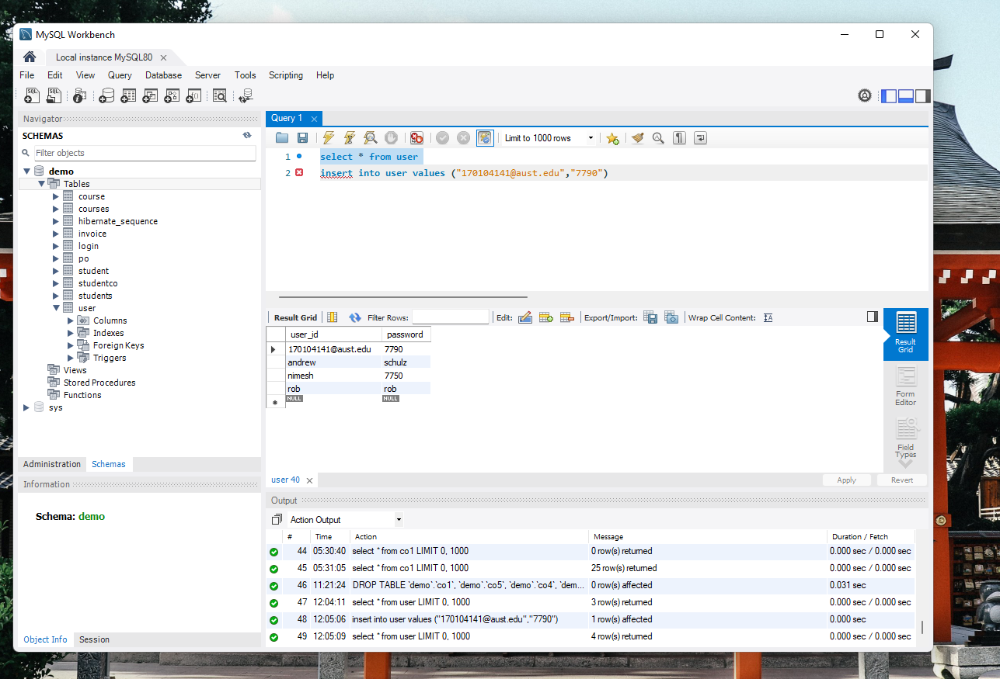 MySQL Workbench
Local instance MySQL80
File Edit View Query Database Server Tools Scripting Help
Navigator
SCHEMAS
Filter objects
demo
Tables
course
courses
hibernate_sequence
invoice
login
po
student
studentco
students
user
Columns
Indexes
Foreign Keys
Triggers
Views
Stored Procedures
Functions
sys
Administration Schemas
Information
Schema: demo
Object Info Session
Query 1
Limit to 1000 rows
1 select * from user
2 insert into user values ("170104141@aust.edu","7790")
Result Grid Filter Rows: Edit: Export/Import: Wrap Cell Content:
user_id password
170104141@aust.edu 7790
andrew schulz
nimesh 7750
rob rob
NULL NULL
Result
Grid
Form
Editor
Field
Types
user 40
Apply Revert
Output
Action Output
# Time Action Message Duration / Fetch
44 05:30:40 select * from co1 LIMIT 0, 1000 0 row(s) returned 0.000 sec / 0.000 sec
45 05:31:05 select * from co1 LIMIT 0, 1000 25 row(s) returned 0.000 sec / 0.000 sec
46 11:21:24 DROP TABLE `demo`.`co1`, `demo`.`co5`, `demo`.`co4`, `dem... 0 row(s) affected 0.031 sec
47 12:04:11 select * from user LIMIT 0, 1000 3 row(s) returned 0.000 sec / 0.000 sec
48 12:05:06 insert into user values ("170104141@aust.edu","7790") 1 row(s) affected 0.000 sec
49 12:05:09 select * from user LIMIT 0, 1000 4 row(s) returned 0.000 sec / 0.000 sec